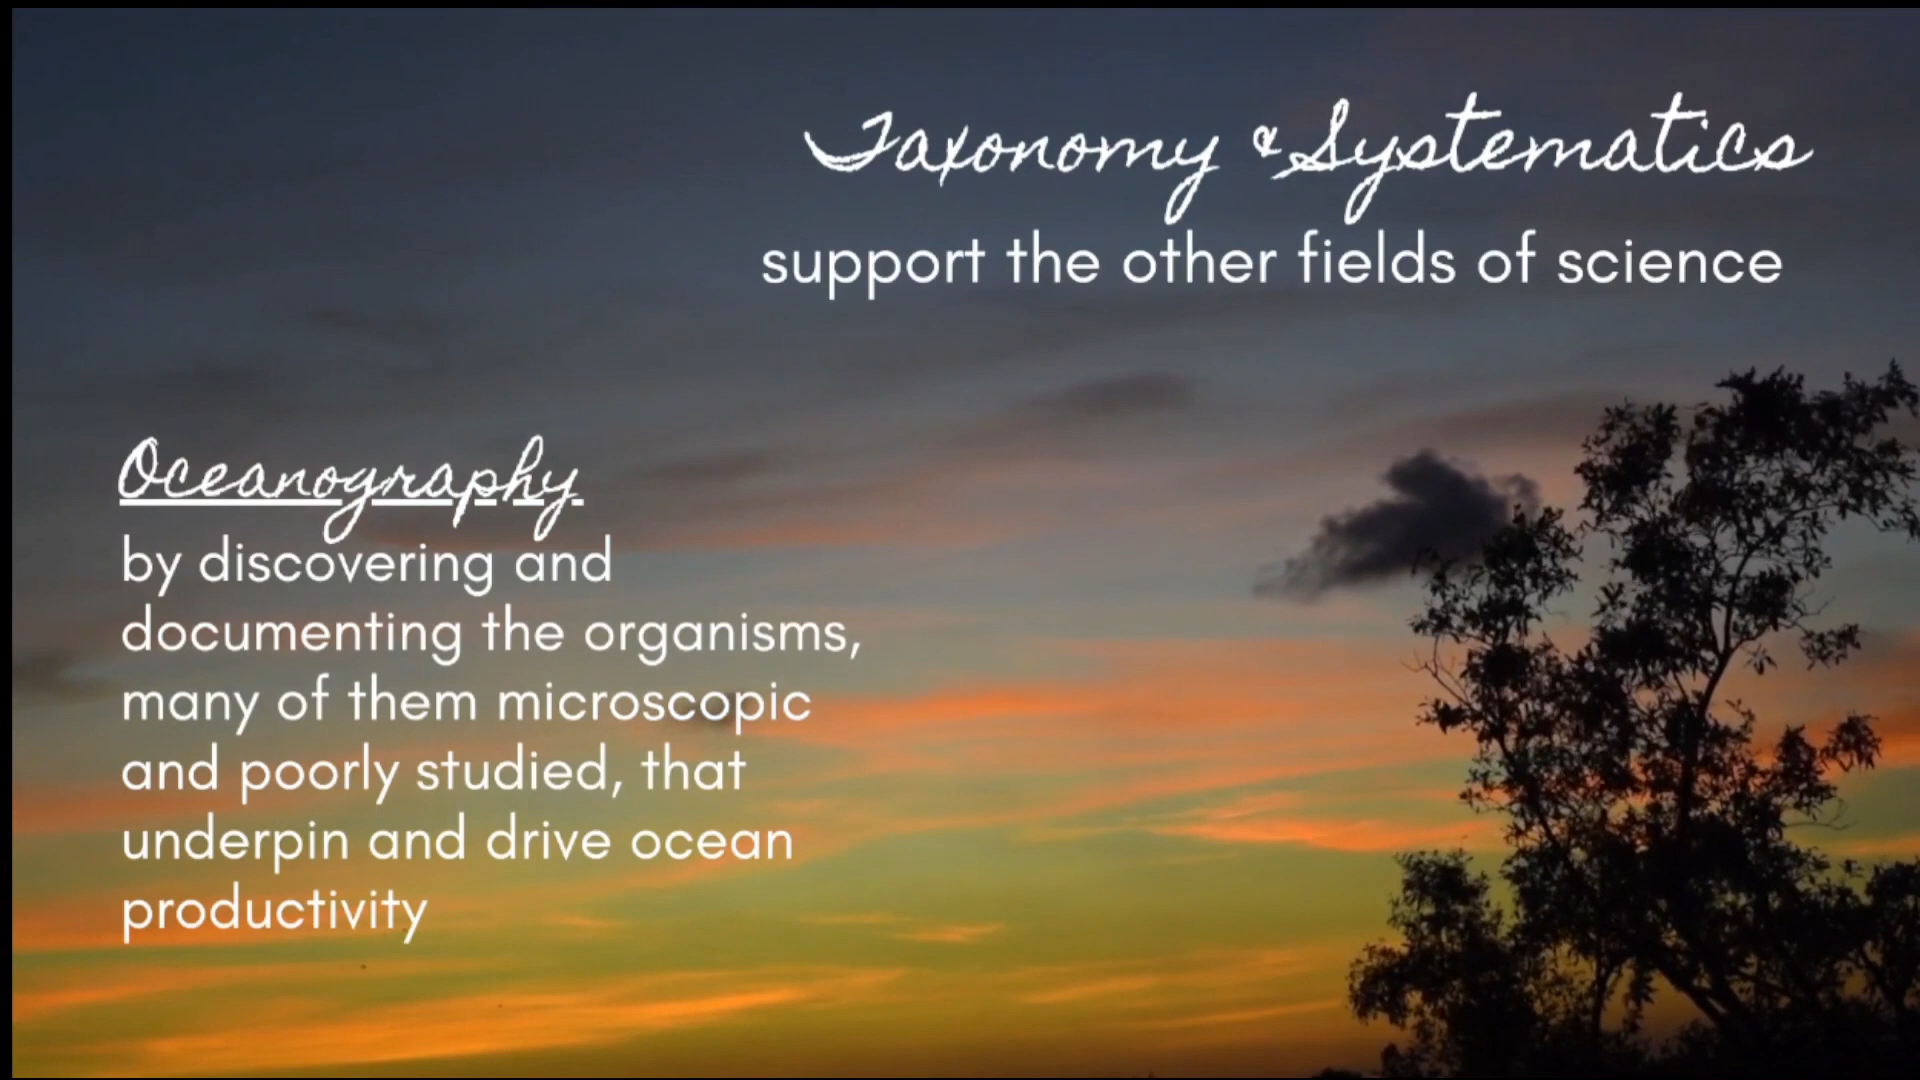 Taxonomy & Systematics
support the other fields of science
Oceanography
by discovering and
documenting the organisms,
many of them microscopic
and poorly studied, that
underpin and drive ocean
productivity